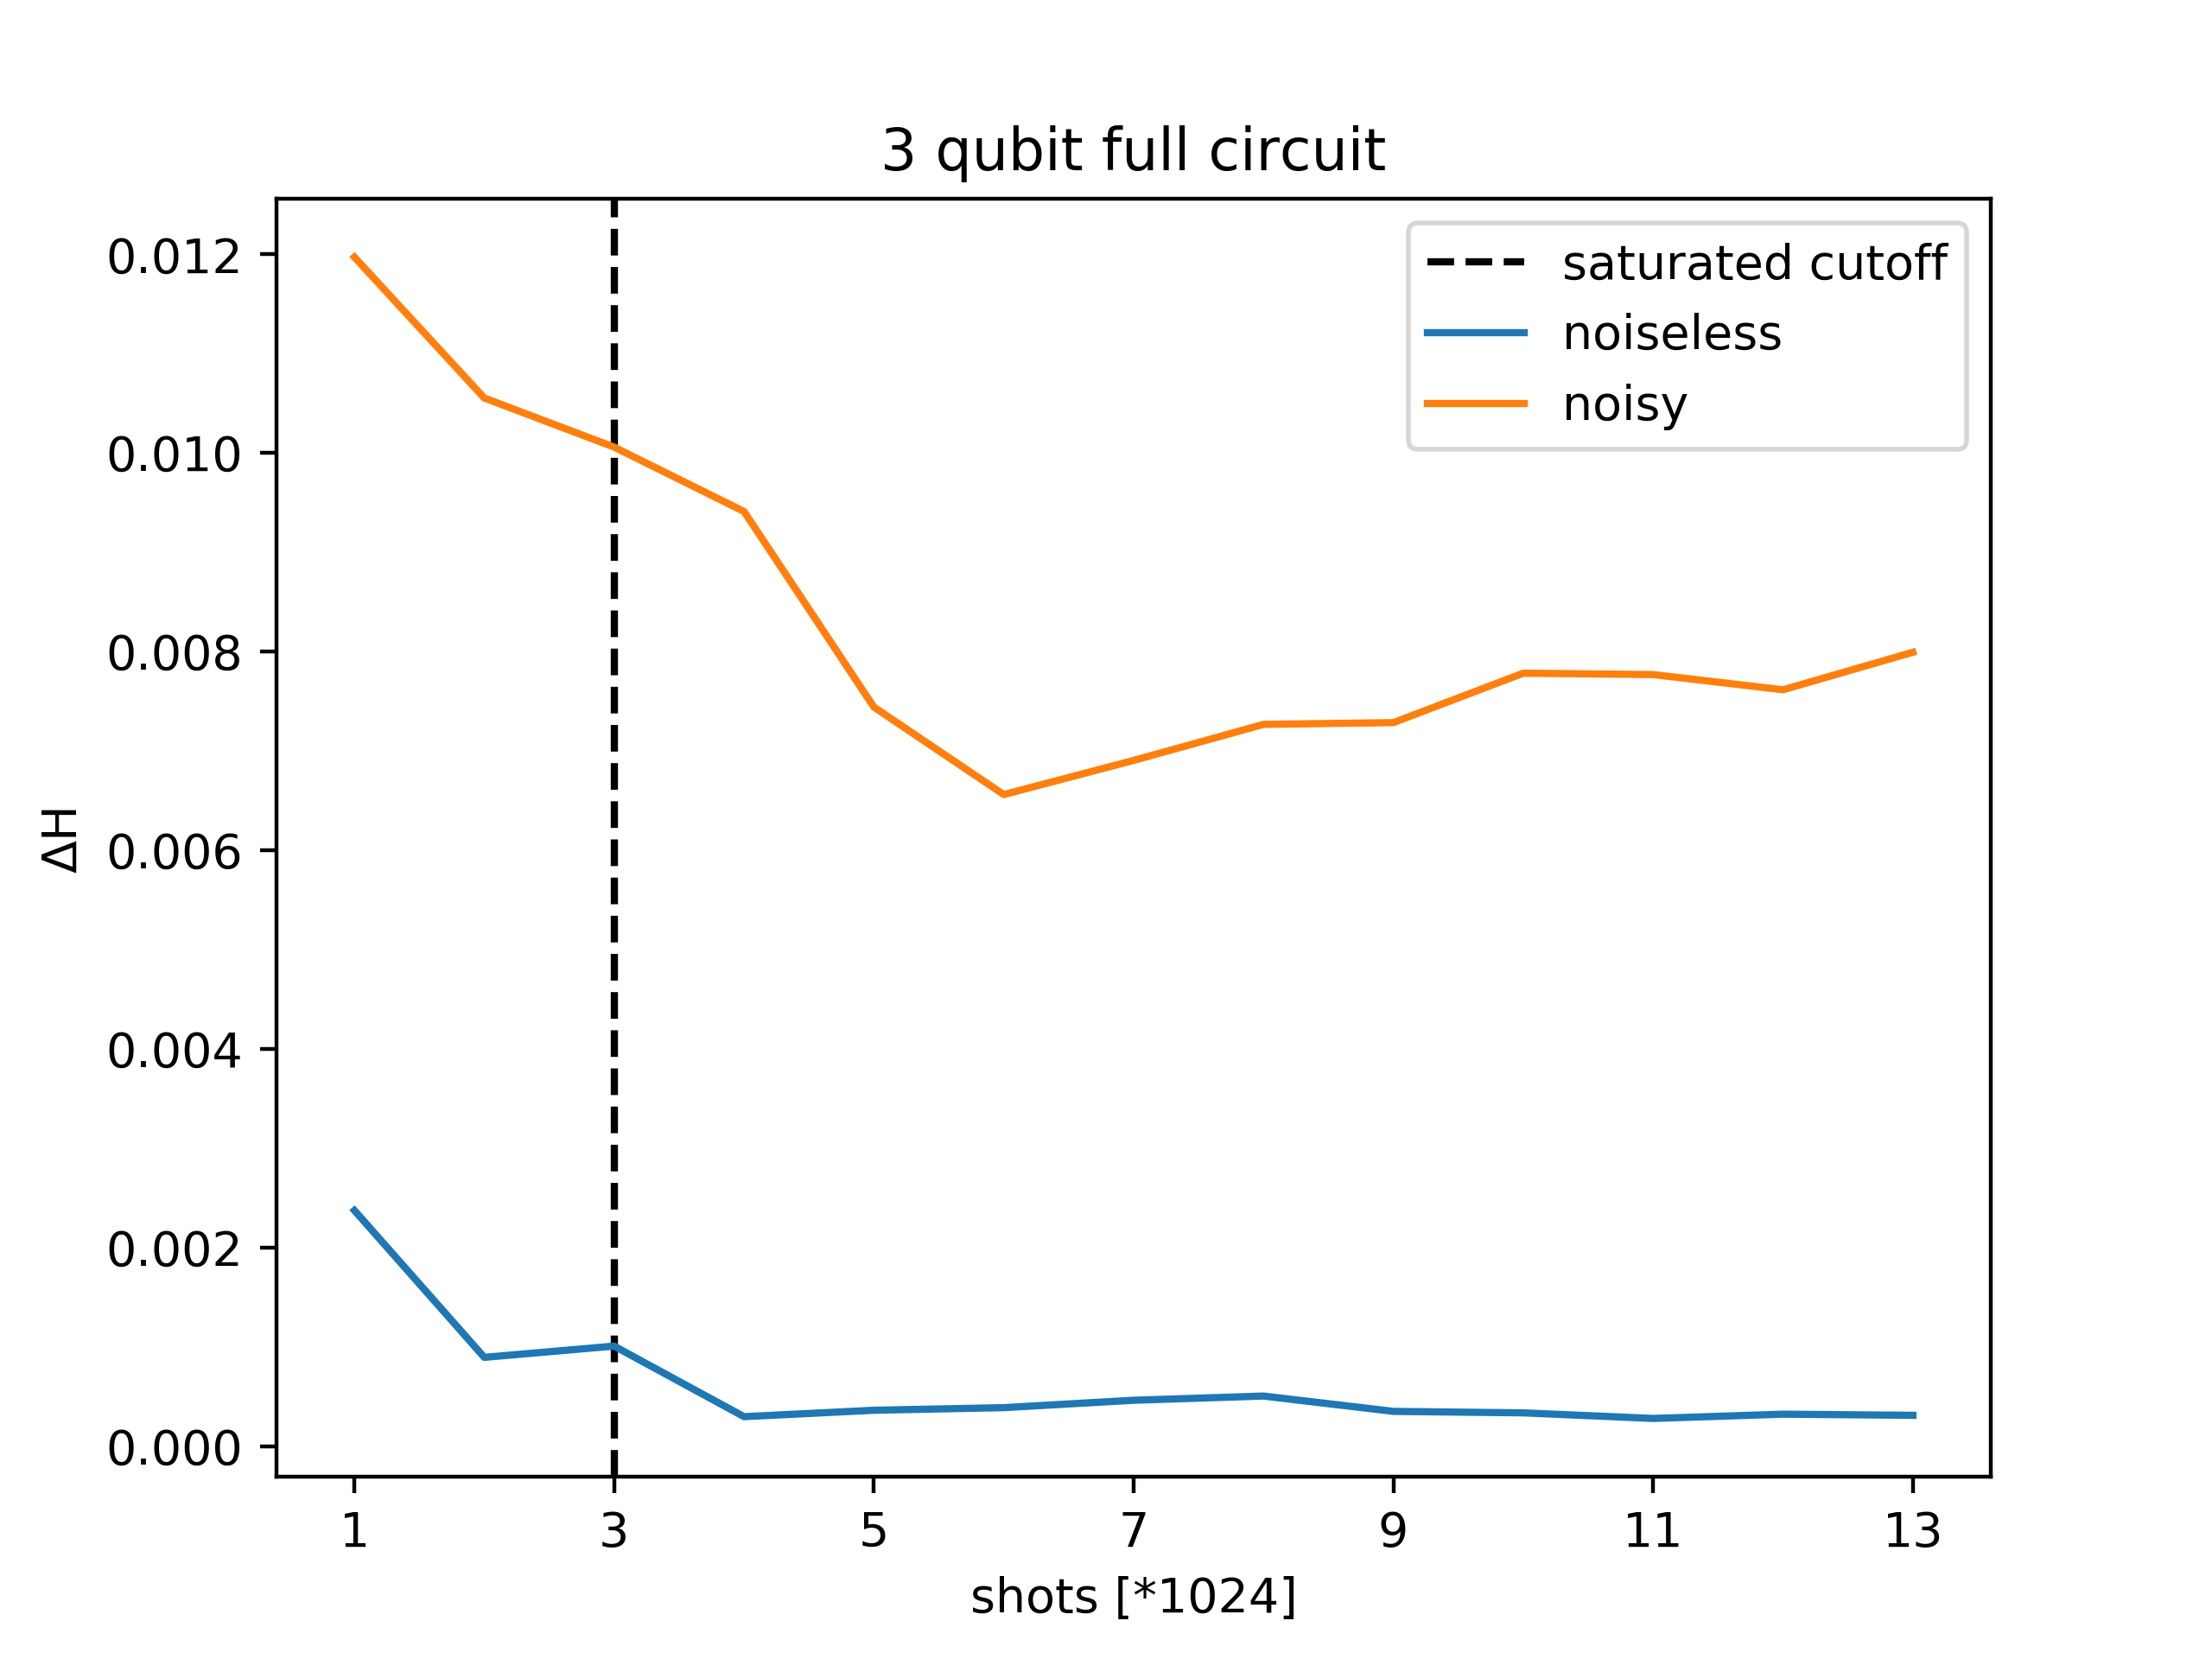 3 qubit full circuit
saturated cutoff
noiseless
noisy
0.012
0.010
0.008
0.006
0.004
0.002
0.000
ΔH
1 3 5 7 9 11 13
shots [*1024]